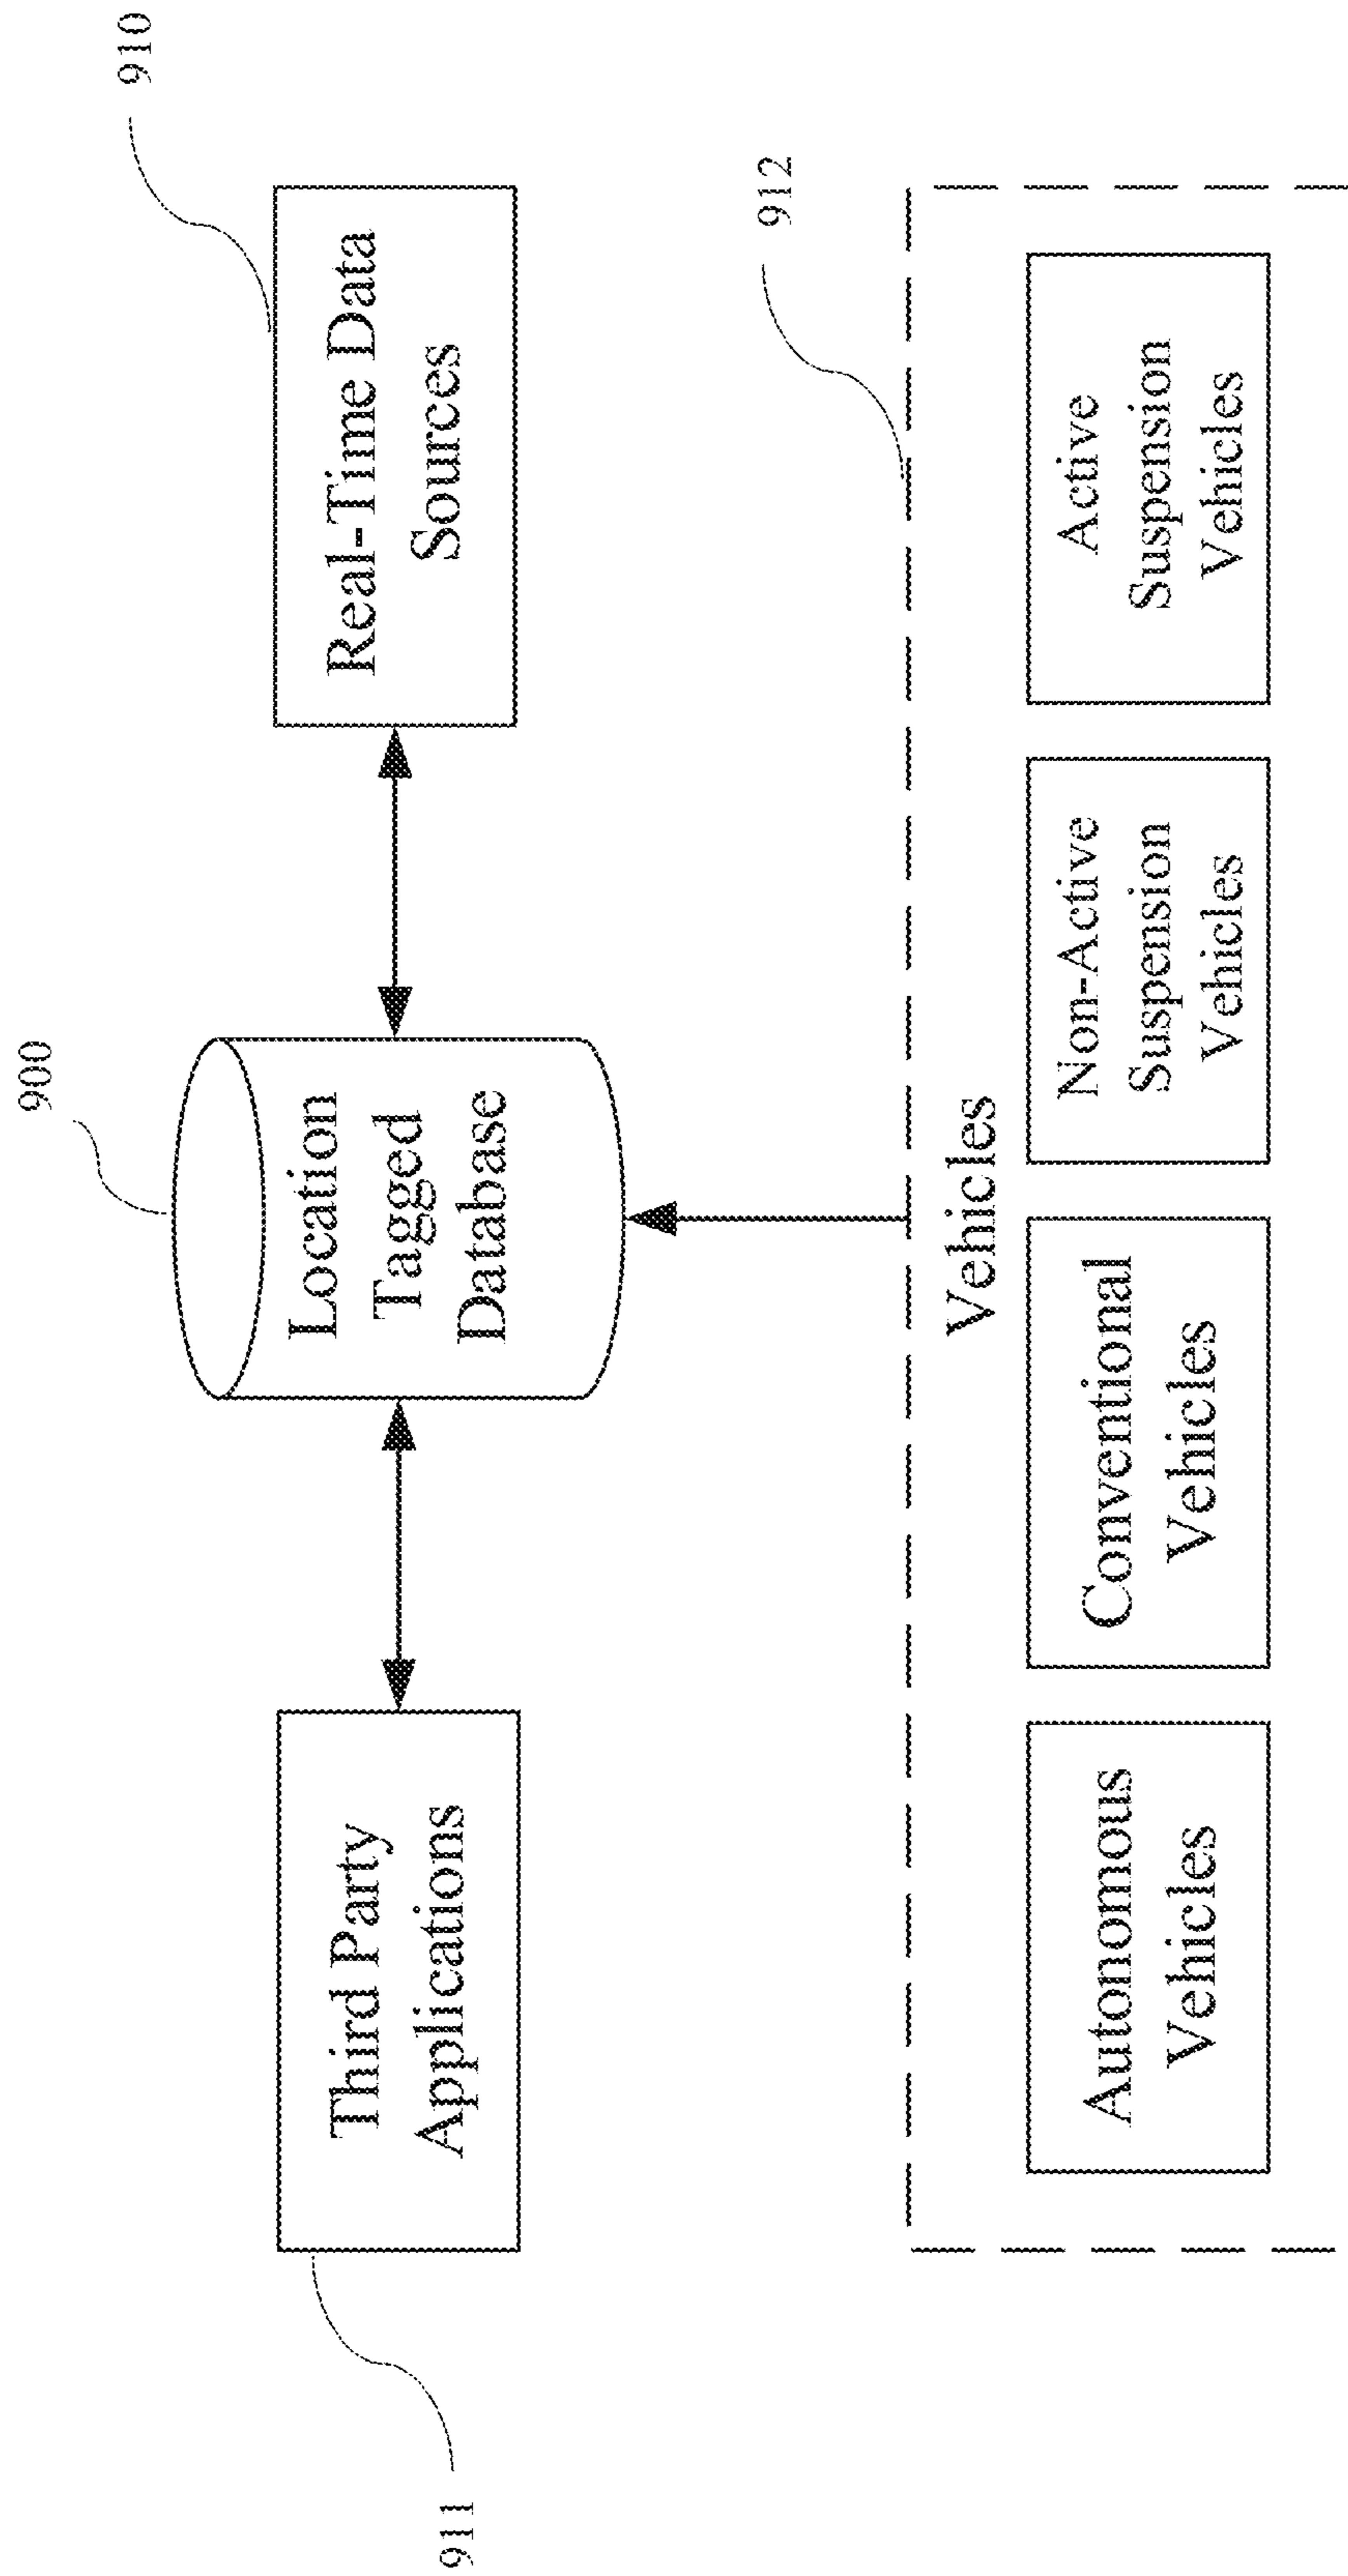 900
910
911
Third Party
Applications
Location
Tagged
Database
Real-Time Data
Sources
912
Vehicles
Autonomous
Vehicles
Conventional
Vehicles
Non-Active
Suspension
Vehicles
Active
Suspension
Vehicles